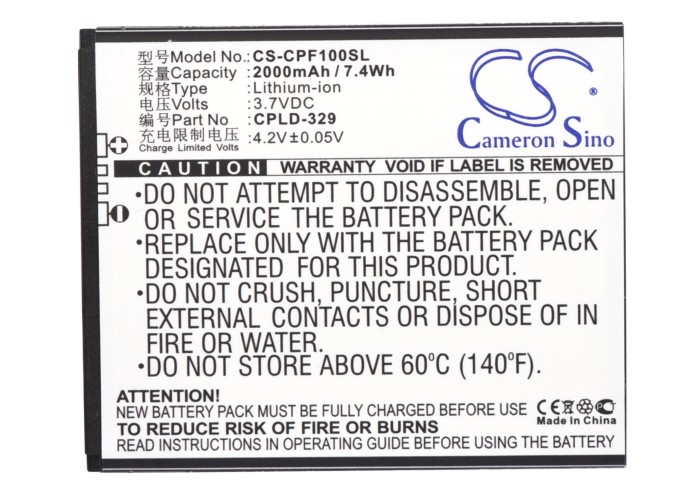 型号Model No.: CS-CPF100SL
容量Capacity: 2000mAh / 7.4Wh
规格Type: Lithium-ion
电压Volts: 3.7VDC
编号Part No: CPLD-329
充电限制电压: 4.2V±0.05V
Charge Limited Voltage
CS
®
Cameron Sino
CAUTION WARRANTY VOID IF LABEL IS REMOVED
•DO NOT ATTEMPT TO DISASSEMBLE, OPEN
OR SERVICE THE BATTERY PACK.
•REPLACE ONLY WITH THE BATTERY PACK
DESIGNATED FOR THIS PRODUCT.
•DO NOT CRUSH, PUNCTURE, SHORT
EXTERNAL CONTACTS OR DISPOSE OF IN
FIRE OR WATER.
•DO NOT STORE ABOVE 60°C (140°F).
ATTENTION!
NEW BATTERY PACK MUST BE FULLY CHARGED BEFORE USE
TO REDUCE RISK OF FIRE OR BURNS
READ INSTRUCTIONS IN OPERATING GUIDE BEFORE USING THE BATTERY
CE
Made In China